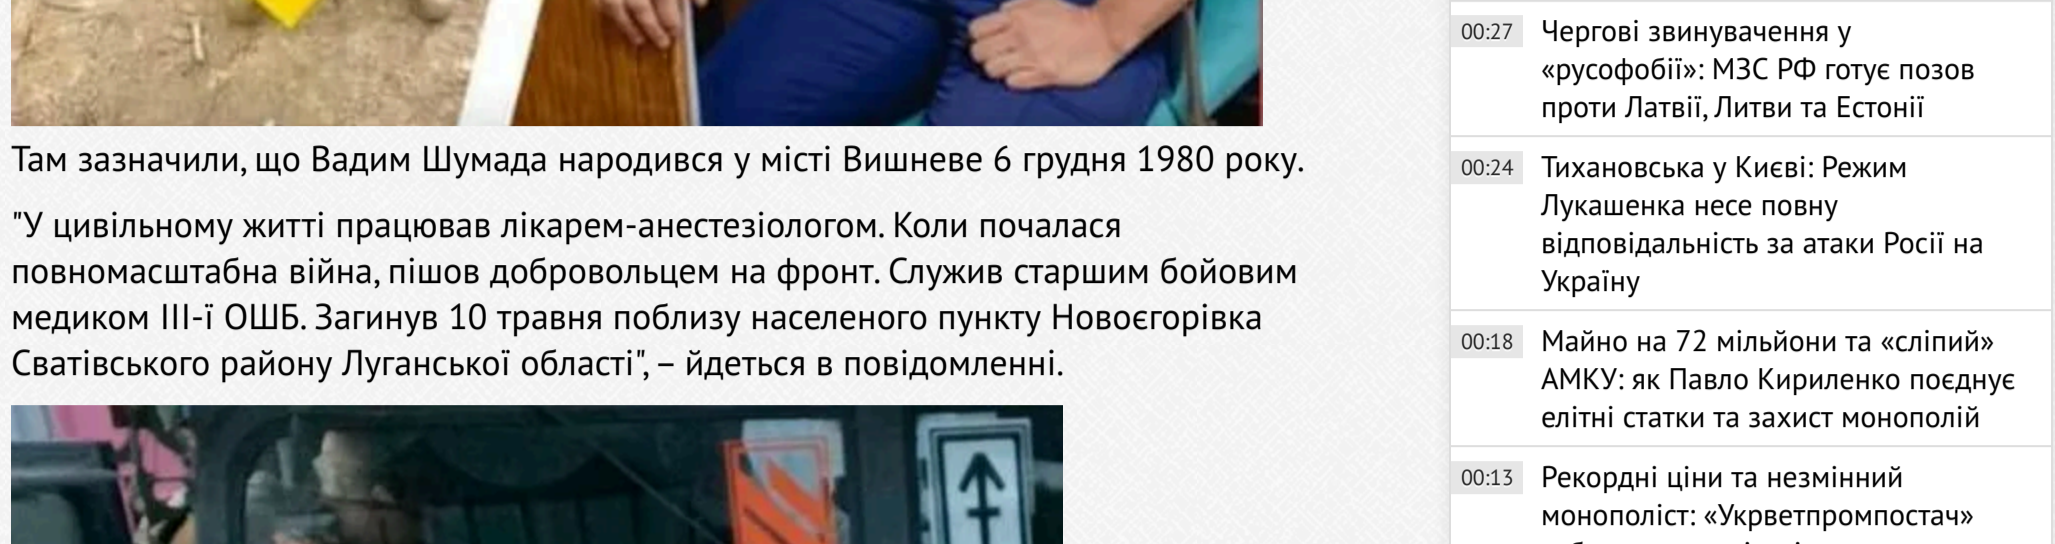 Там зазначили, що Вадим Шумада народився у місті Вишневе 6 грудня 1980 року.
"У цивільному житті працював лікарем-анестезіологом. Коли почалася
повномасштабна війна, пішов добровольцем на фронт. Служив старшим бойовим
медиком ІІІ-ї ОШБ. Загинув 10 травня поблизу населеного пункту Новоєгорівка
Сватівського району Луганської області", – йдеться в повідомленні.
00:27
Чергові звинувачення у
«русофобії»: МЗС РФ готує позов
проти Латвії, Литви та Естонії
00:24
Тихановська у Києві: Режим
Лукашенка несе повну
відповідальність за атаки Росії на
Україну
00:18
Майно на 72 мільйони та «сліпий»
АМКУ: як Павло Кириленко поєднує
елітні статки та захист монополій
00:13
Рекордні ціни та незмінний
монополіст: «Укрветпромпостач»